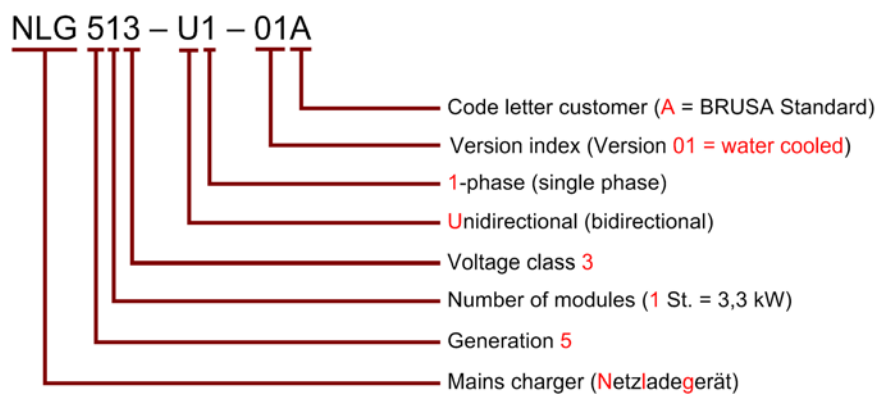 NLG 513 – U1 – 01A
Code letter customer (A = BRUSA Standard)
Version index (Version 01 = water cooled)
1-phase (single phase)
Unidirectional (bidirectional)
Voltage class 3
Number of modules (1 St. = 3,3 kW)
Generation 5
Mains charger (Netzladegerät)